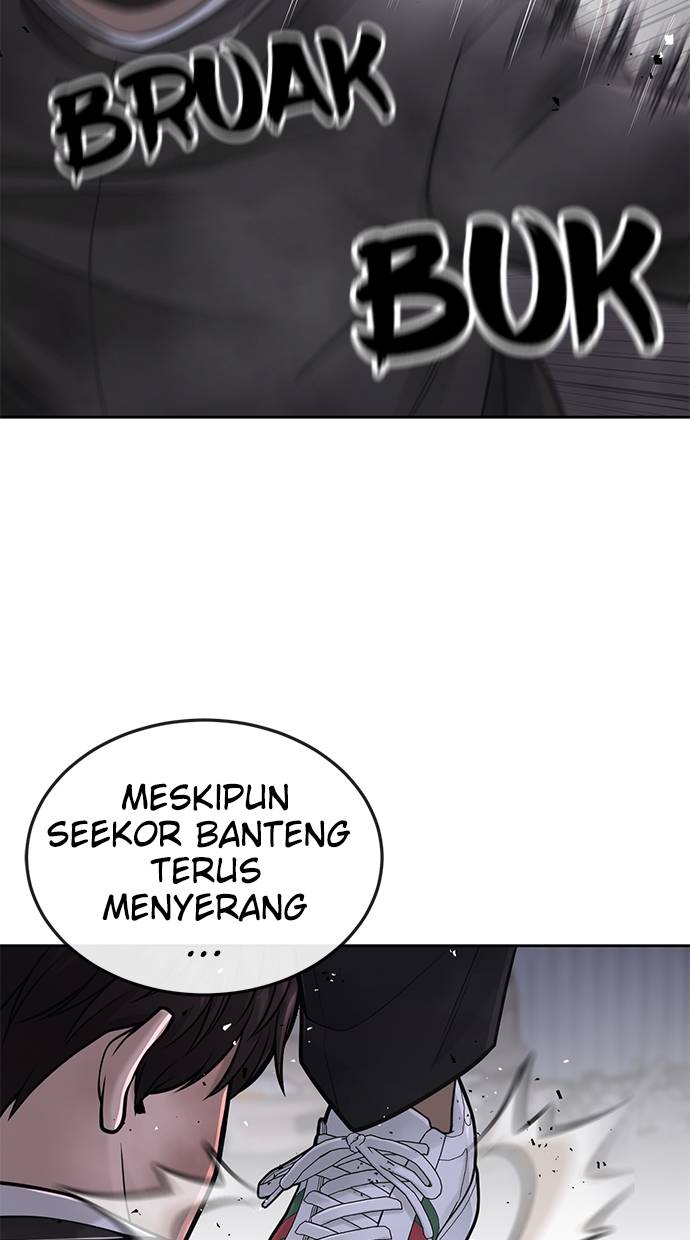 BRUAK
BUK
MESKIPUN
SEEKOR BANTENG
TERUS
MENYERANG
...